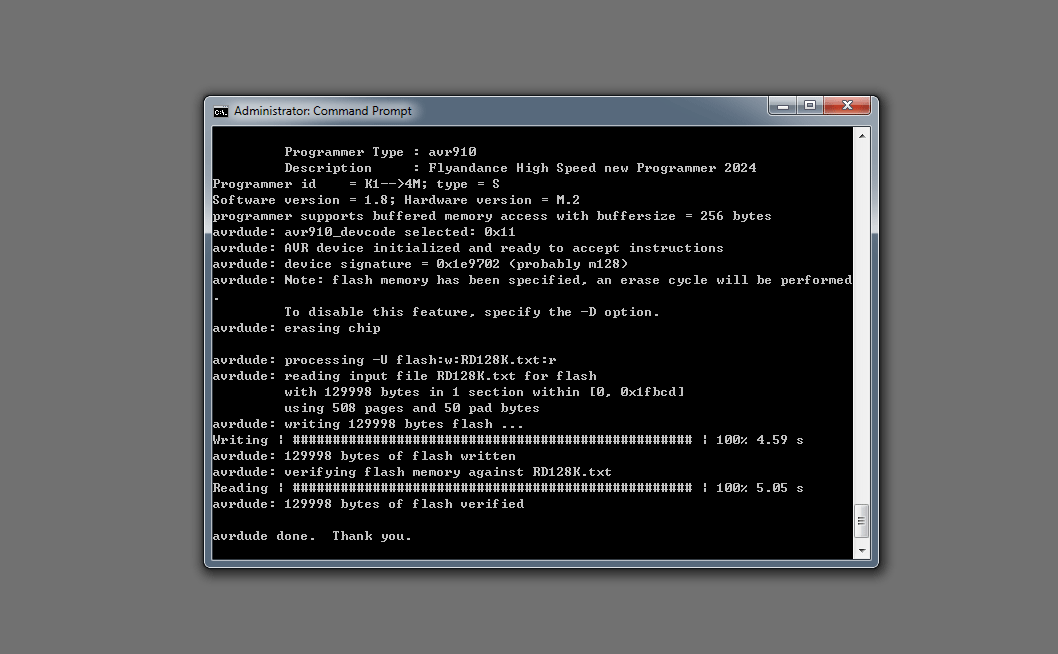 Administrator: Command Prompt
Programmer Type : avr910
Description     : Flyandance High Speed new Programmer 2024
Programmer id    = K1-->4M; type = S
Software version = 1.8; Hardware version = M.2
programmer supports buffered memory access with buffersize = 256 bytes
avrdude: avr910_devcode selected: 0x11
avrdude: AVR device initialized and ready to accept instructions
avrdude: device signature = 0x1e9702 (probably m128)
avrdude: Note: flash memory has been specified, an erase cycle will be performed
.
To disable this feature, specify the -D option.
avrdude: erasing chip
avrdude: processing -U flash:w:RD128K.txt:r
avrdude: reading input file RD128K.txt for flash
with 129998 bytes in 1 section within [0, 0x1fbcd]
using 508 pages and 50 pad bytes
avrdude: writing 129998 bytes flash ...
Writing | ################################################## | 100% 4.59 s
avrdude: 129998 bytes of flash written
avrdude: verifying flash memory against RD128K.txt
Reading | ################################################## | 100% 5.05 s
avrdude: 129998 bytes of flash verified
avrdude done.  Thank you.